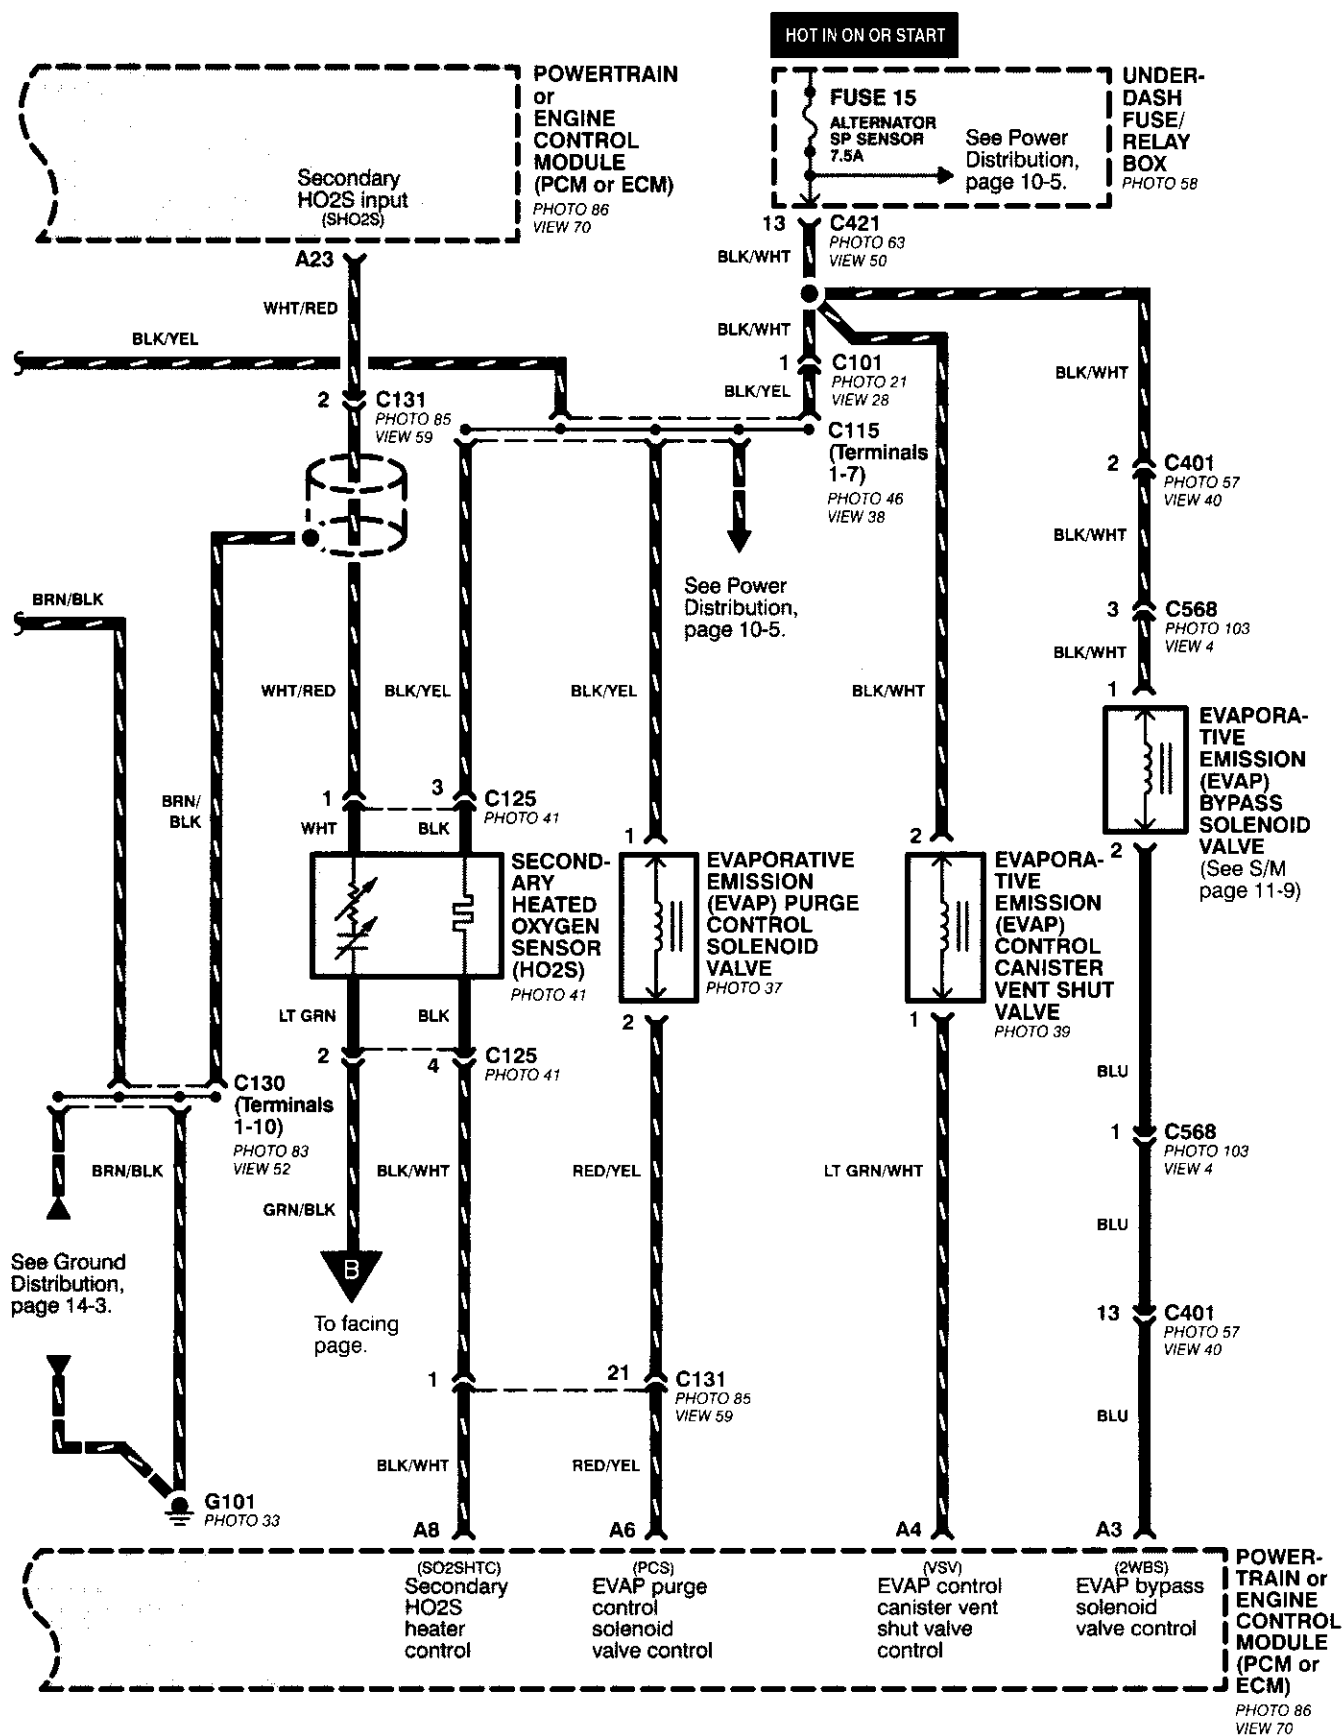 HOT IN ON OR START
POWERTRAIN
or
ENGINE
CONTROL
MODULE
(PCM or ECM)
PHOTO 86
VIEW 70
Secondary
HO2S input
(SHO2S)
FUSE 15
ALTERNATOR
SP SENSOR
7.5A
See Power
Distribution,
page 10-5.
UNDER-
DASH
FUSE/
RELAY
BOX
PHOTO 58
A23
WHT/RED
13
C421
PHOTO 63
VIEW 50
BLK/WHT
BLK/YEL
BLK/WHT
1
C101
PHOTO 21
VIEW 28
BLK/YEL
BLK/WHT
2
C131
PHOTO 85
VIEW 59
C115
(Terminals
1-7)
PHOTO 46
VIEW 38
2
C401
PHOTO 57
VIEW 40
BLK/WHT
See Power
Distribution,
page 10-5.
BRN/BLK
3
C568
PHOTO 103
VIEW 4
BLK/WHT
WHT/RED
BLK/YEL
BLK/YEL
BLK/WHT
1
EVAPORA-
TIVE
EMISSION
(EVAP)
BYPASS
SOLENOID
VALVE
(See S/M
page 11-9)
2
BRN/
BLK
1
3
C125
PHOTO 41
WHT
BLK
1
2
SECOND-
ARY
HEATED
OXYGEN
SENSOR
(HO2S)
PHOTO 41
EVAPORATIVE
EMISSION
(EVAP) PURGE
CONTROL
SOLENOID
VALVE
PHOTO 37
EVAPORA-
TIVE
EMISSION
(EVAP)
CONTROL
CANISTER
VENT SHUT
VALVE
PHOTO 39
LT GRN
BLK
2
1
2
4
C125
PHOTO 41
BLU
C130
(Terminals
1-10)
PHOTO 83
VIEW 52
1
C568
PHOTO 103
VIEW 4
BRN/BLK
BLK/WHT
RED/YEL
LT GRN/WHT
GRN/BLK
BLU
See Ground
Distribution,
page 14-3.
B
To facing
page.
13
C401
PHOTO 57
VIEW 40
1
21
C131
PHOTO 85
VIEW 59
BLU
BLK/WHT
RED/YEL
G101
PHOTO 33
A8
A6
A4
A3
(SO2SHTC)
Secondary
HO2S
heater
control
(PCS)
EVAP purge
control
solenoid
valve control
(VSV)
EVAP control
canister vent
shut valve
control
(2WBS)
EVAP bypass
solenoid
valve control
POWER-
TRAIN or
ENGINE
CONTROL
MODULE
(PCM or
ECM)
PHOTO 86
VIEW 70